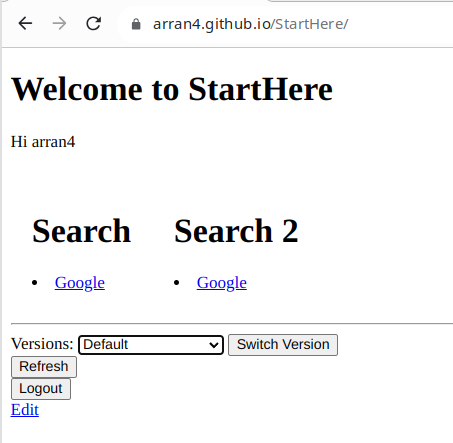 arran4.github.io/StartHere/
Welcome to StartHere
Hi arran4
Search Search 2
• Google • Google
Versions: Default Switch Version
Refresh
Logout
Edit